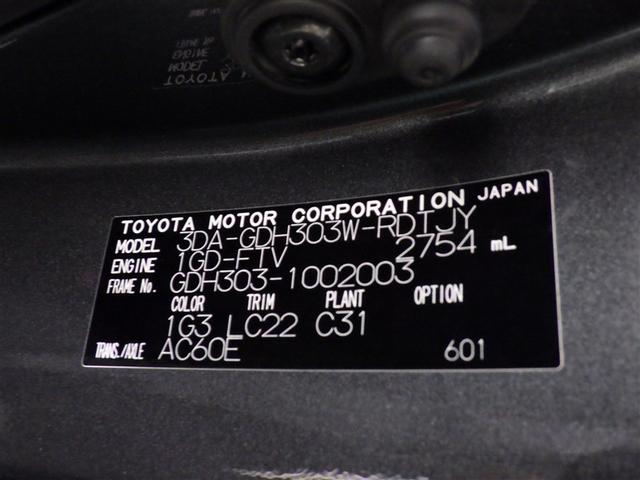 TOYOTA MOTOR CORPORATION JAPAN
MODEL 3DA-GDH303W-RDTJY
ENGINE 1GD-FTV 2754 mL
FRAME No. GDH303-1002003
COLOR TRIM PLANT OPTION
1G3 LC22 C31
TRANS./AXLE AC60E 601